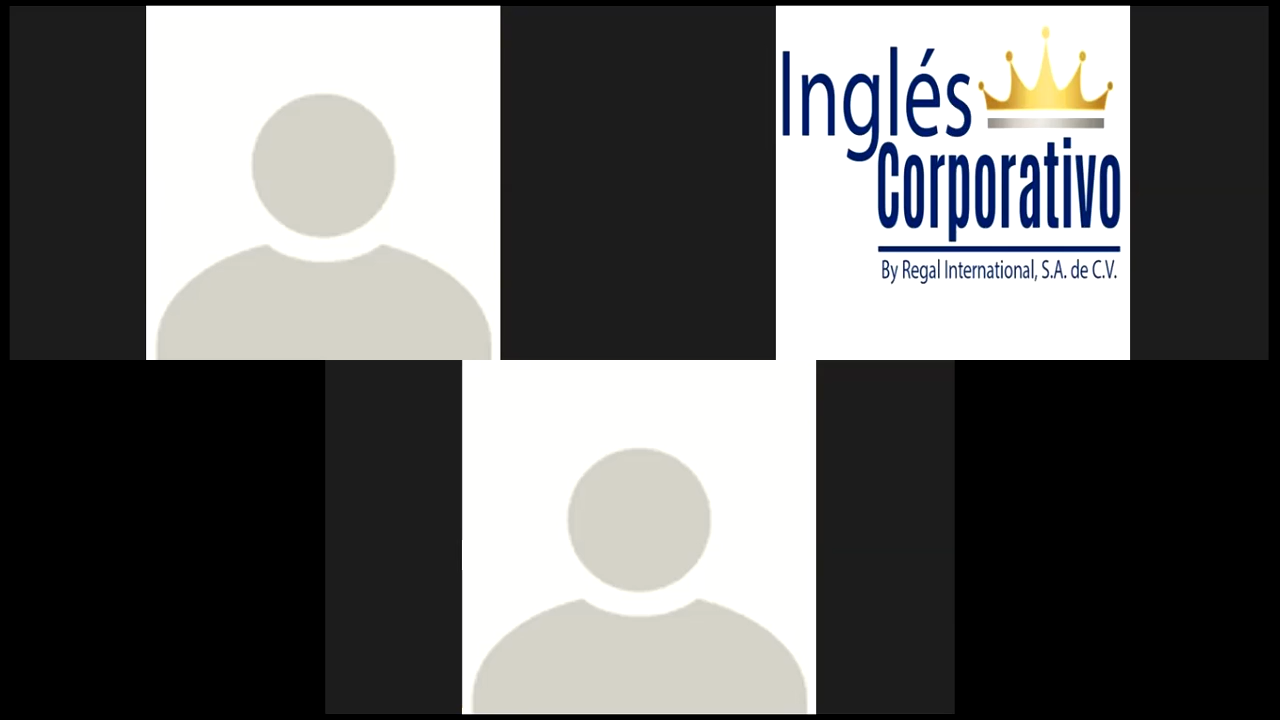 Inglés
Corporativo
By Regal International, S.A. de C.V.